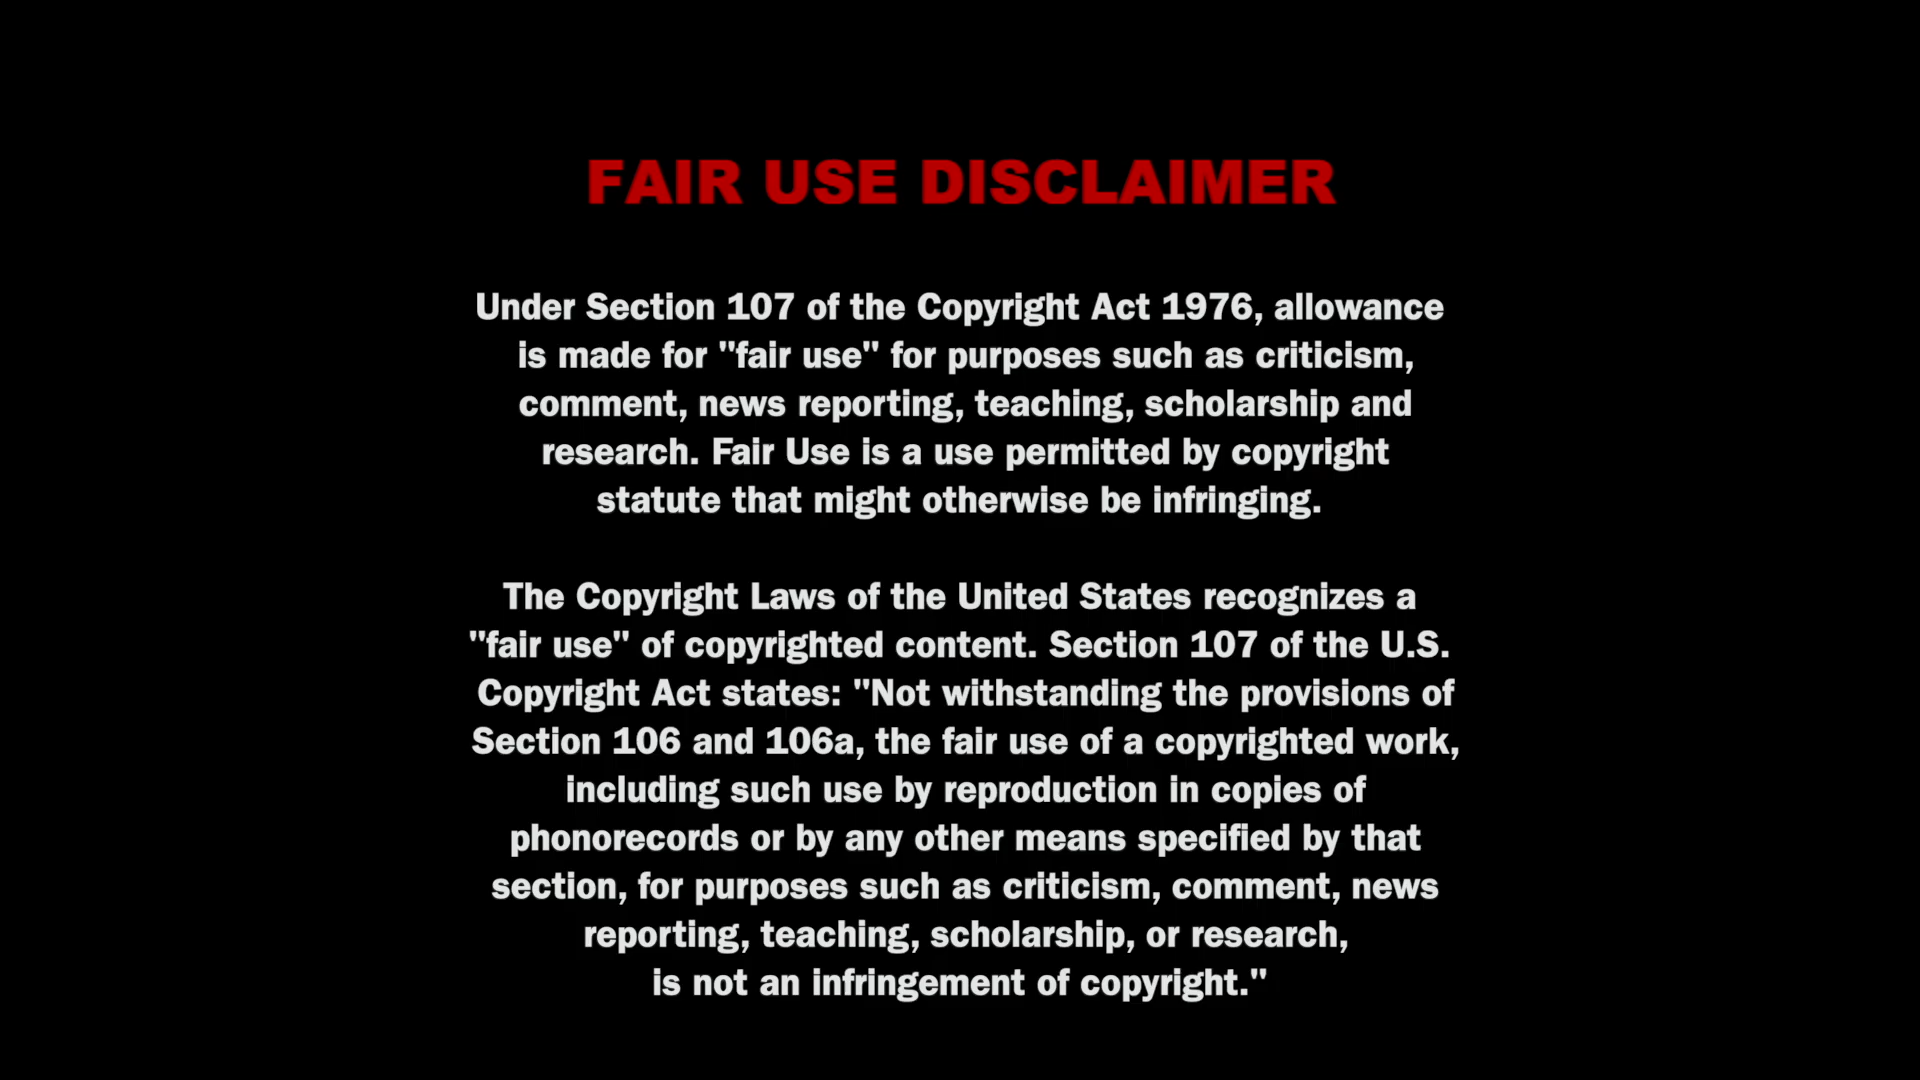 FAIR USE DISCLAIMER
Under Section 107 of the Copyright Act 1976, allowance
is made for "fair use" for purposes such as criticism,
comment, news reporting, teaching, scholarship and
research. Fair Use is a use permitted by copyright
statute that might otherwise be infringing.
The Copyright Laws of the United States recognizes a
"fair use" of copyrighted content. Section 107 of the U.S.
Copyright Act states: "Not withstanding the provisions of
Section 106 and 106a, the fair use of a copyrighted work,
including such use by reproduction in copies of
phonorecords or by any other means specified by that
section, for purposes such as criticism, comment, news
reporting, teaching, scholarship, or research,
is not an infringement of copyright."